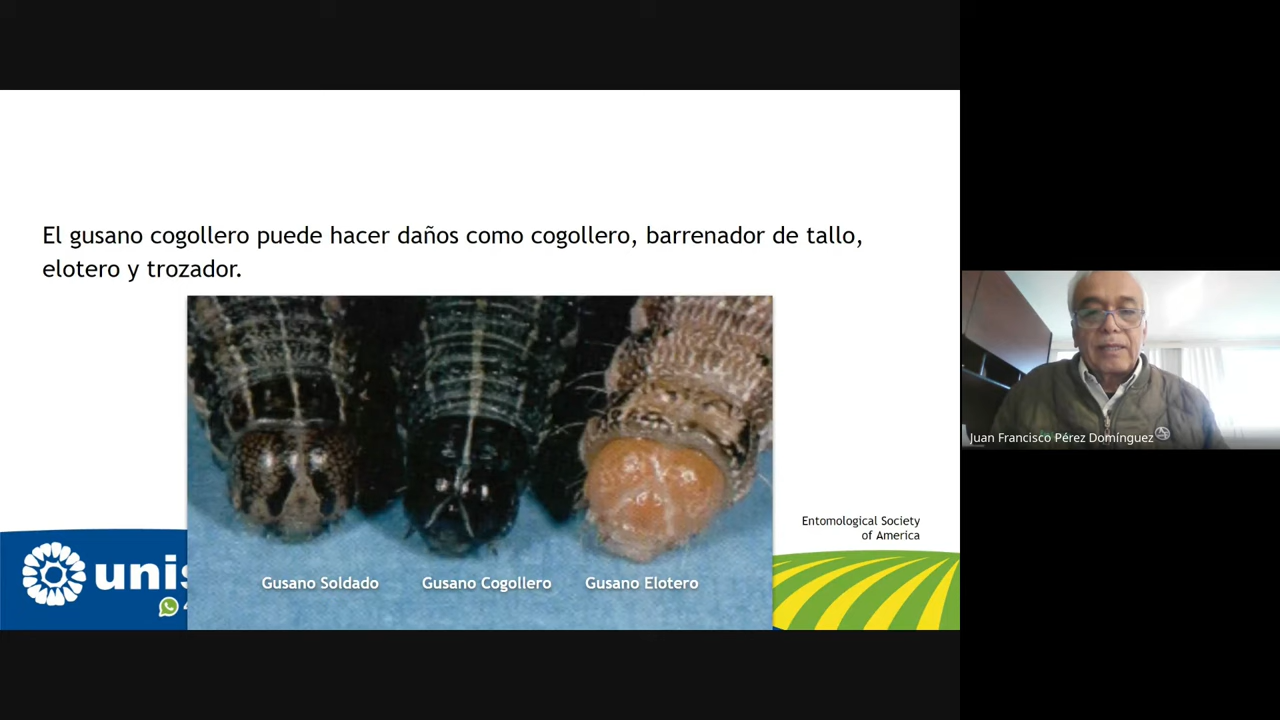 El gusano cogollero puede hacer daños como cogollero, barrenador de tallo,
elotero y trozador.
Entomological Society
of America
Gusano Soldado
Gusano Cogollero
Gusano Elotero
Juan Francisco Pérez Domínguez